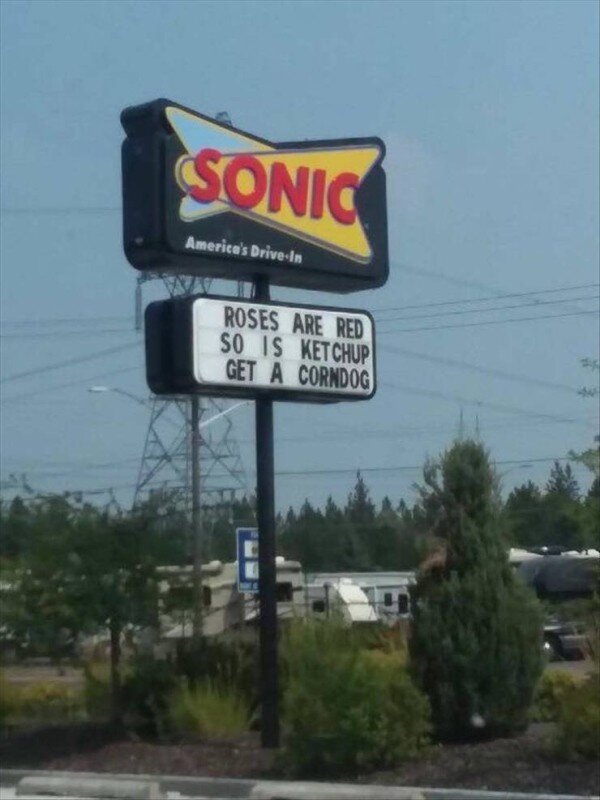 SONIC
America's Drive-In
ROSES ARE RED
SO IS KETCHUP
GET A CORNDOG